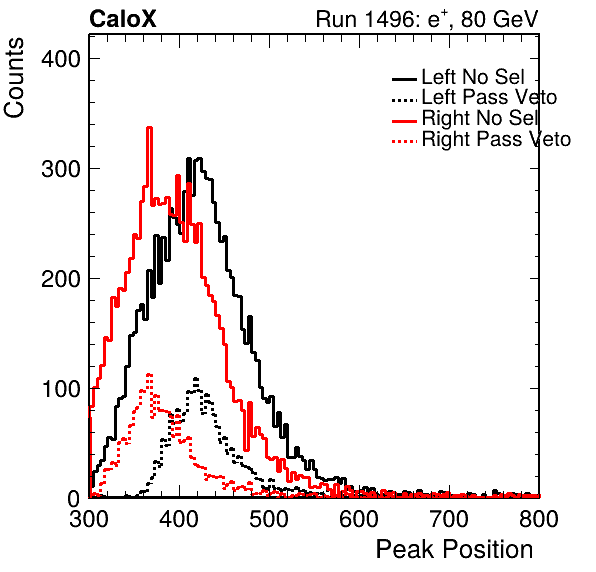 CaloX Run 1496: e+, 80 GeV
Counts
400
300
200
100
0
Left No Sel
Left Pass Veto
Right No Sel
Right Pass Veto
300 400 500 600 700 800
Peak Position